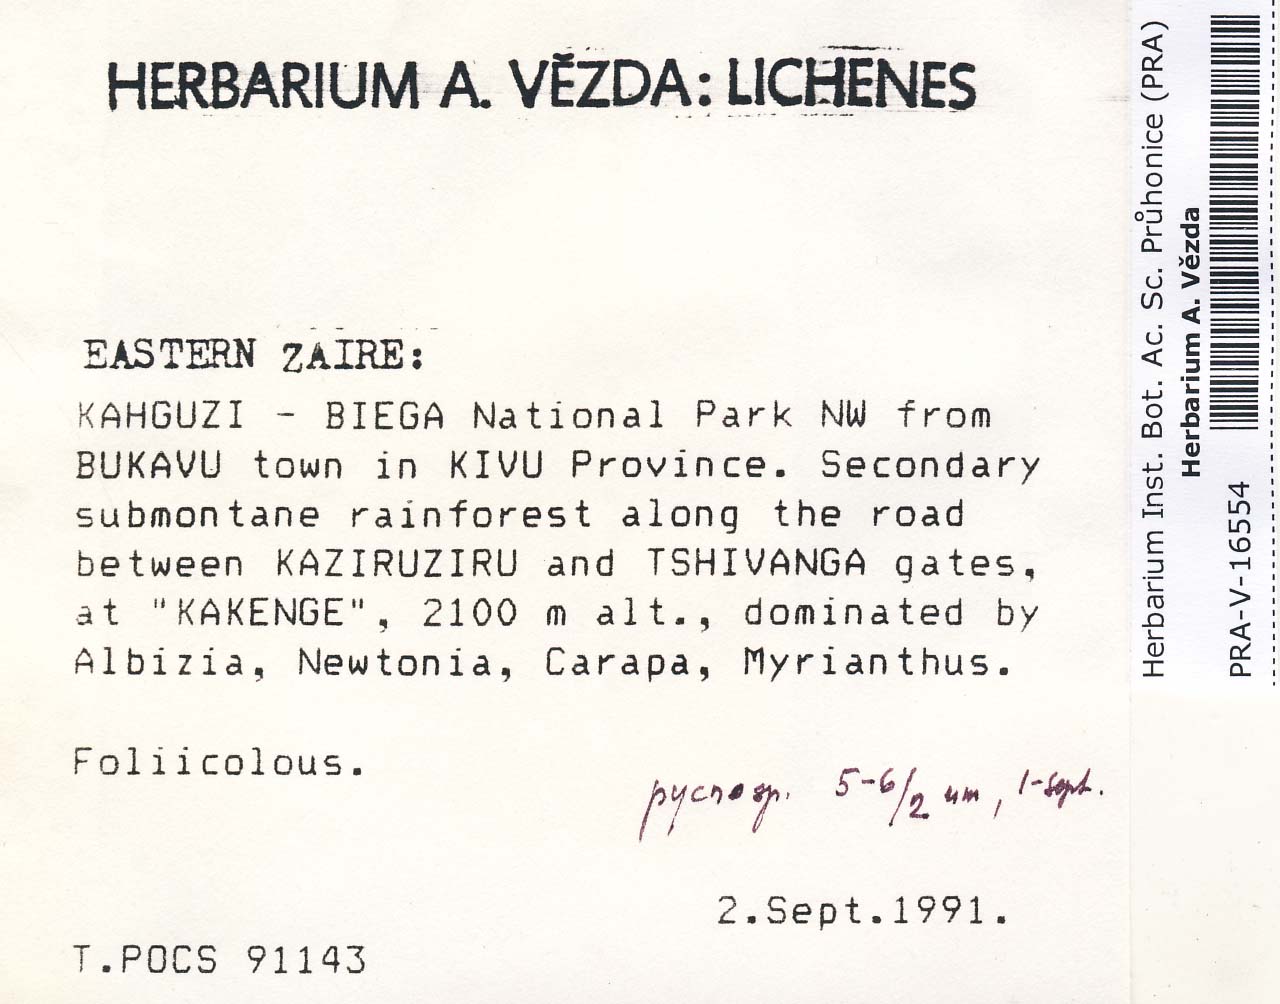 HERBARIUM A. VĚZDA: LICHENES
EASTERN ZAIRE:
KAHGUZI - BIEGA National Park NW from
BUKAVU town in KIVU Province. Secondary
submontane rainforest along the road
between KAZIRUZIRU and TSHIVANGA gates,
at "KAKENGE", 2100 m alt., dominated by
Albizia, Newtonia, Carapa, Myrianthus.
Foliicolous.
pycnosp. 5-6/2 um, 1-sept.
2.Sept.1991.
T.POCS 91143
Herbarium Inst. Bot. Ac. Sc. Průhonice (PRA)
Herbarium A. Vězda
PRA-V-16554